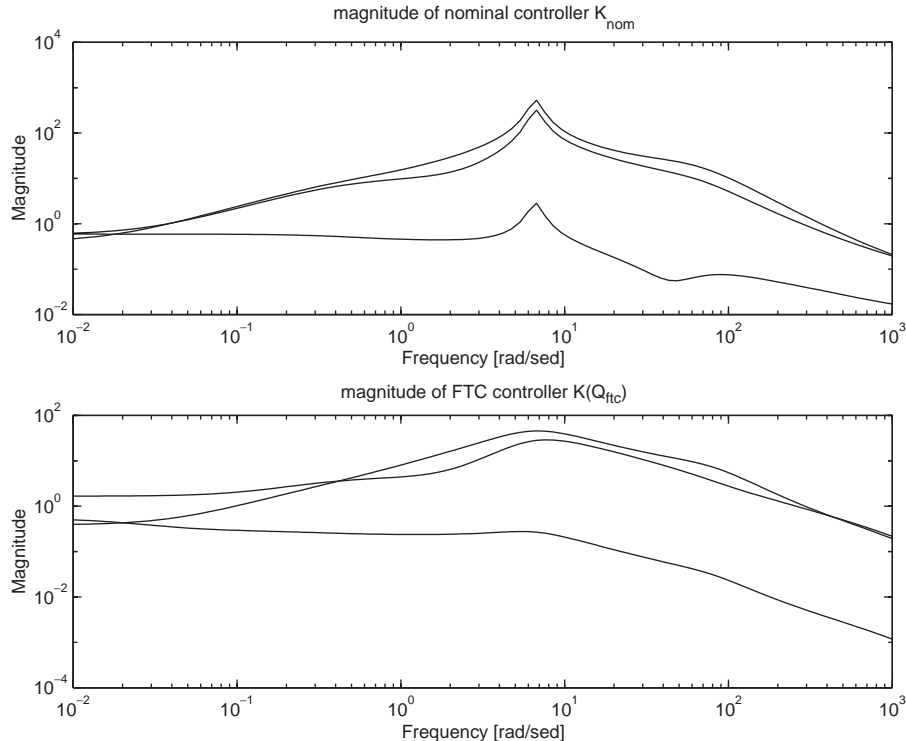 magnitude of nominal controller K_nom
10^4
10^2
10^0
10^−2
Magnitude
10^−2 10^−1 10^0 10^1 10^2 10^3
Frequency [rad/sed]
magnitude of FTC controller K(Q_ftc)
10^2
10^0
10^−2
10^−4
Magnitude
10^−2 10^−1 10^0 10^1 10^2 10^3
Frequency [rad/sed]